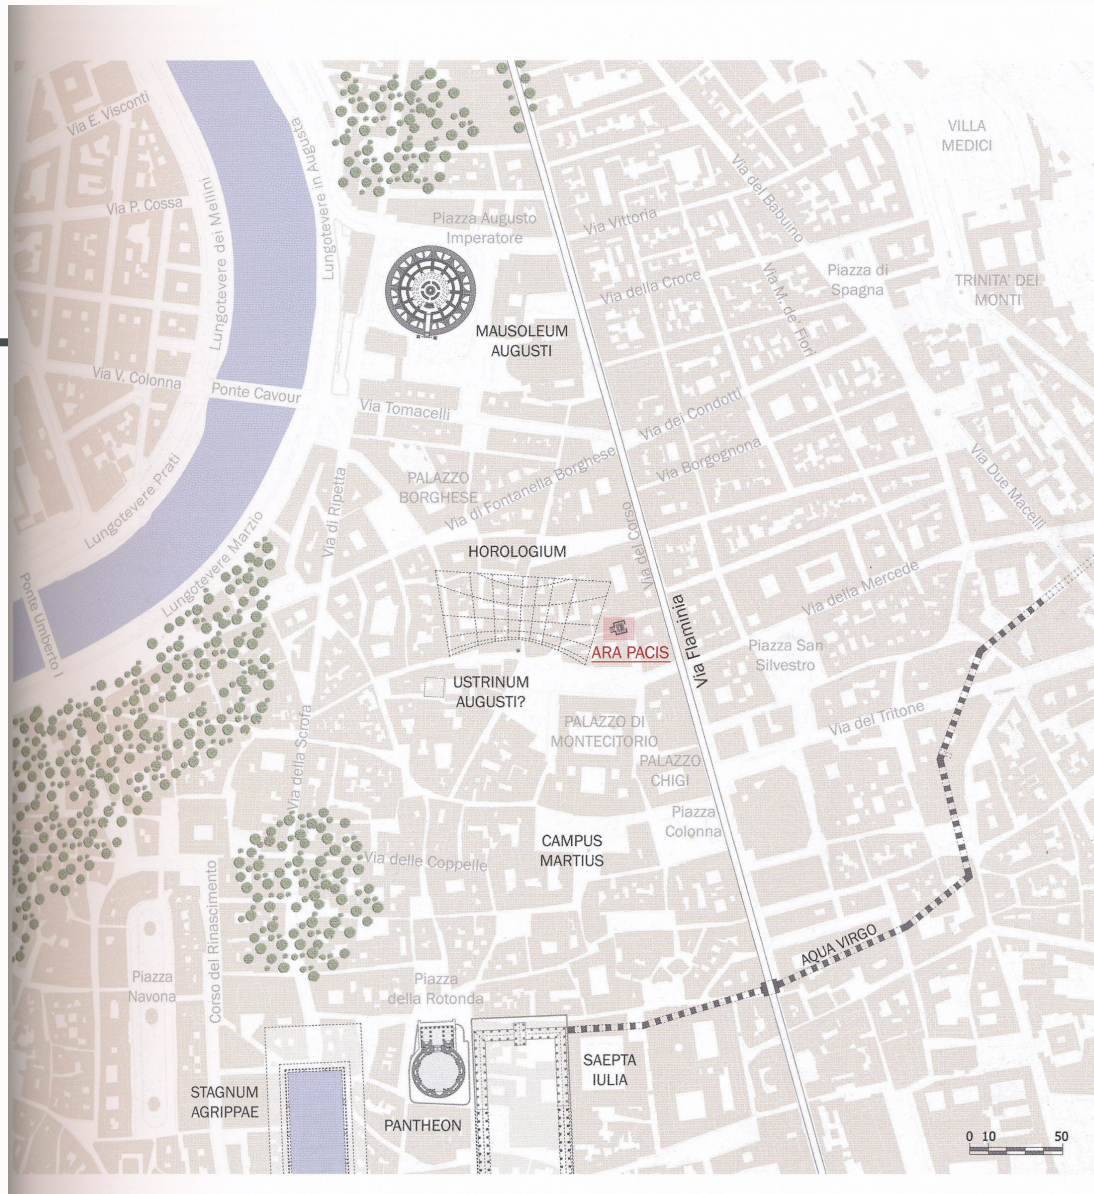 Via E. Visconti
Via P. Cossa
Lungotevere dei Mellini
Lungotevere in Augusta
Piazza Augusto
Imperatore
VILLA
MEDICI
Via del Babuino
Via Vittoria
Via della Croce
Via M. de' Fiori
Piazza di
Spagna
TRINITA' DEI
MONTI
MAUSOLEUM
AUGUSTI
Via V. Colonna
Ponte Cavour
Via Tomacelli
Via dei Condotti
Via Borgognona
Via Due Macelli
PALAZZO
BORGHESE
Via di Fontanella Borghese
Lungotevere Prati
Via di Ripetta
Lungotevere Marzio
Via del Corso
HOROLOGIUM
Ponte Umberto I
Via della Mercede
Via Flaminia
ARA PACIS
Piazza San
Silvestro
USTRINUM
AUGUSTI?
PALAZZO DI
MONTECITORIO
PALAZZO
CHIGI
Via del Tritone
Via della Scrofa
Piazza
Colonna
CAMPUS
MARTIUS
Via delle Coppelle
Corso del Rinascimento
AQUA VIRGO
Piazza
Navona
Piazza
della Rotonda
STAGNUM
AGRIPPAE
PANTHEON
SAEPTA
IULIA
0 10 50